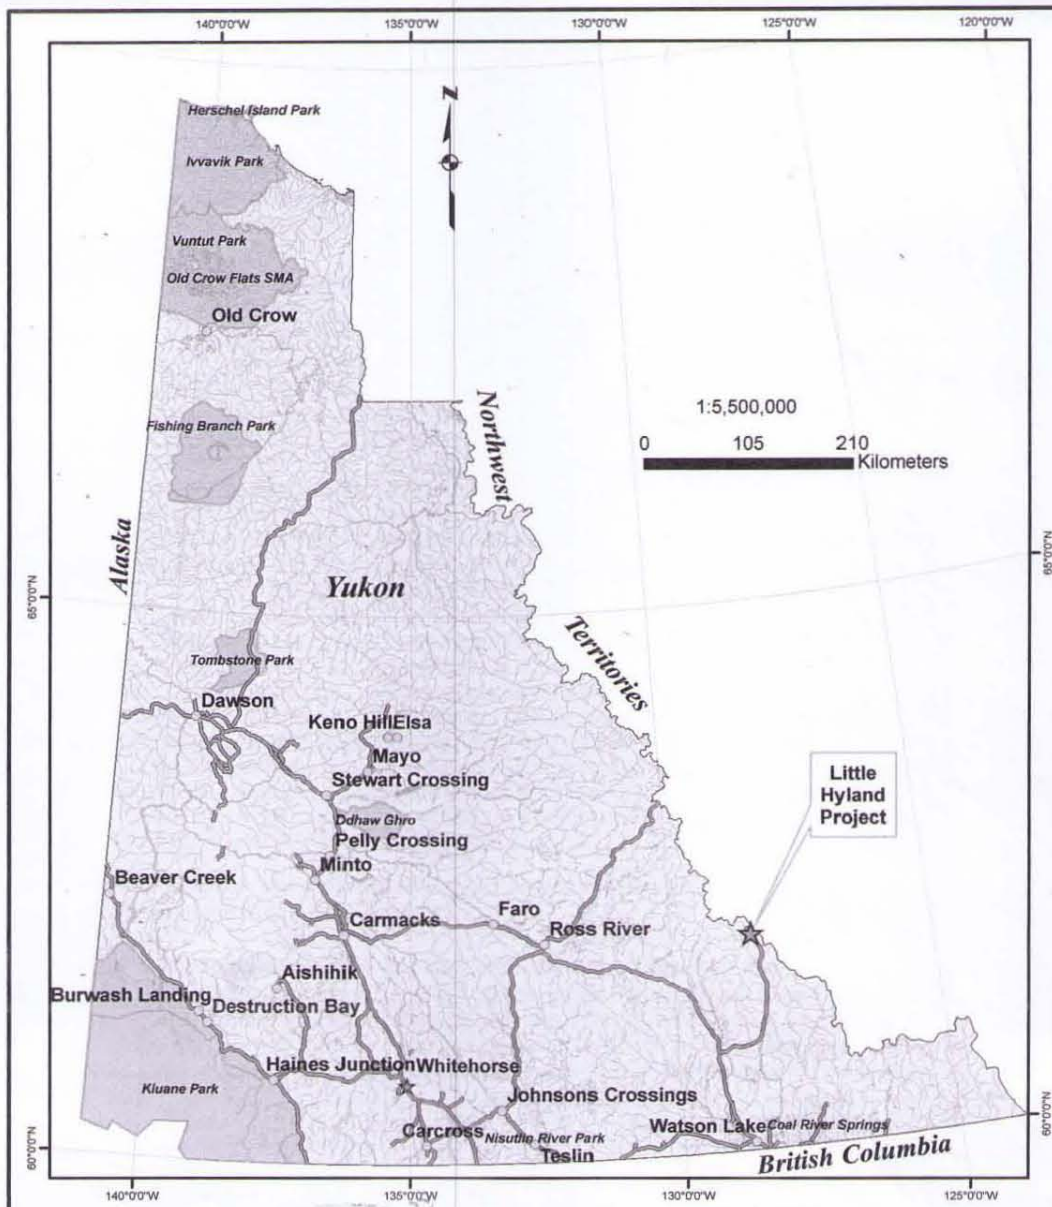 140°0'0"W
135°0'0"W
130°0'0"W
125°0'0"W
120°0'0"W
Herschel Island Park
Ivvavik Park
Vuntut Park
Old Crow Flats SMA
Old Crow
Fishing Branch Park
N
Northwest
Territories
1:5,500,000
0 105 210
Kilometers
65°0'0"N
65°0'0"N
Alaska
Yukon
Tombstone Park
Dawson
Keno HillElsa
Mayo
Stewart Crossing
Ddhaw Ghro
Pelly Crossing
Minto
Little
Hyland
Project
Beaver Creek
Carmacks
Faro
Ross River
Aishihik
Burwash Landing
Destruction Bay
Haines Junction
Whitehorse
Kluane Park
Johnsons Crossings
Carcross
Nisutlin River Park
Teslin
Watson Lake
Coal River Springs
British Columbia
60°0'0"N
60°0'0"N
140°0'0"W
135°0'0"W
130°0'0"W
125°0'0"W